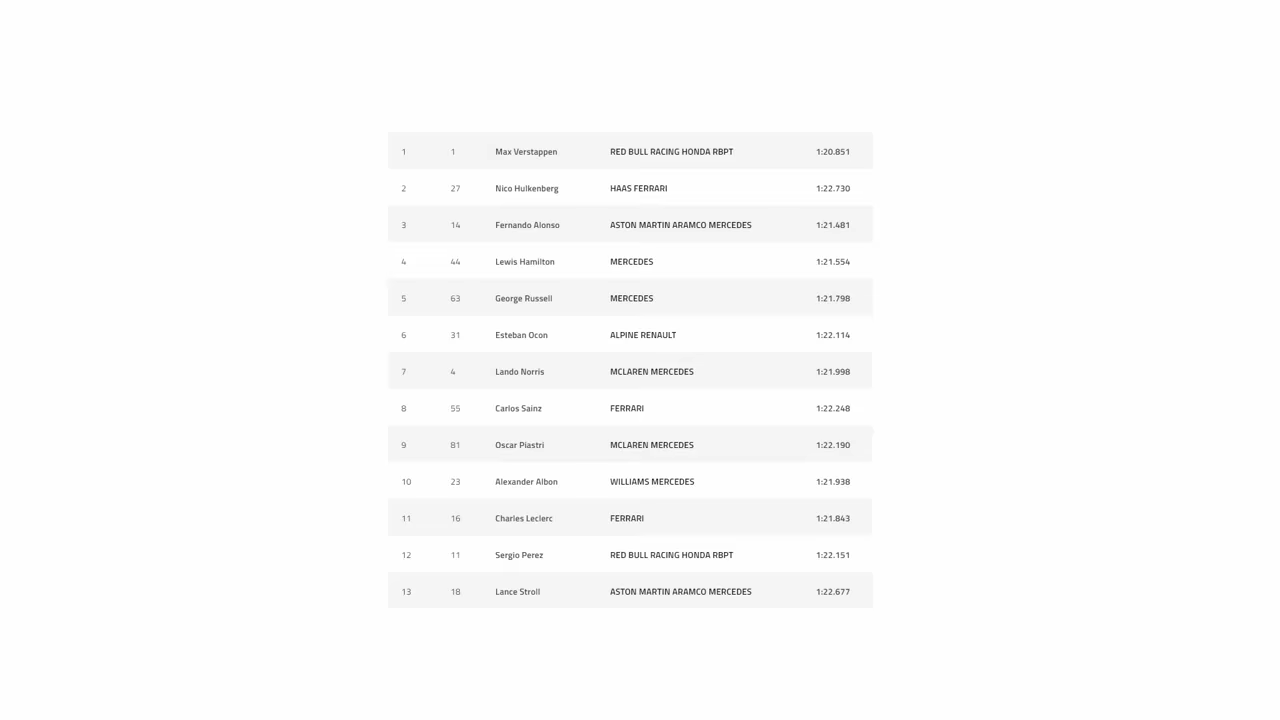 1 1 Max Verstappen RED BULL RACING HONDA RBPT 1:20.851
2 27 Nico Hulkenberg HAAS FERRARI 1:22.730
3 14 Fernando Alonso ASTON MARTIN ARAMCO MERCEDES 1:21.481
4 44 Lewis Hamilton MERCEDES 1:21.554
5 63 George Russell MERCEDES 1:21.798
6 31 Esteban Ocon ALPINE RENAULT 1:22.114
7 4 Lando Norris MCLAREN MERCEDES 1:21.998
8 55 Carlos Sainz FERRARI 1:22.248
9 81 Oscar Piastri MCLAREN MERCEDES 1:22.190
10 23 Alexander Albon WILLIAMS MERCEDES 1:21.938
11 16 Charles Leclerc FERRARI 1:21.843
12 11 Sergio Perez RED BULL RACING HONDA RBPT 1:22.151
13 18 Lance Stroll ASTON MARTIN ARAMCO MERCEDES 1:22.677